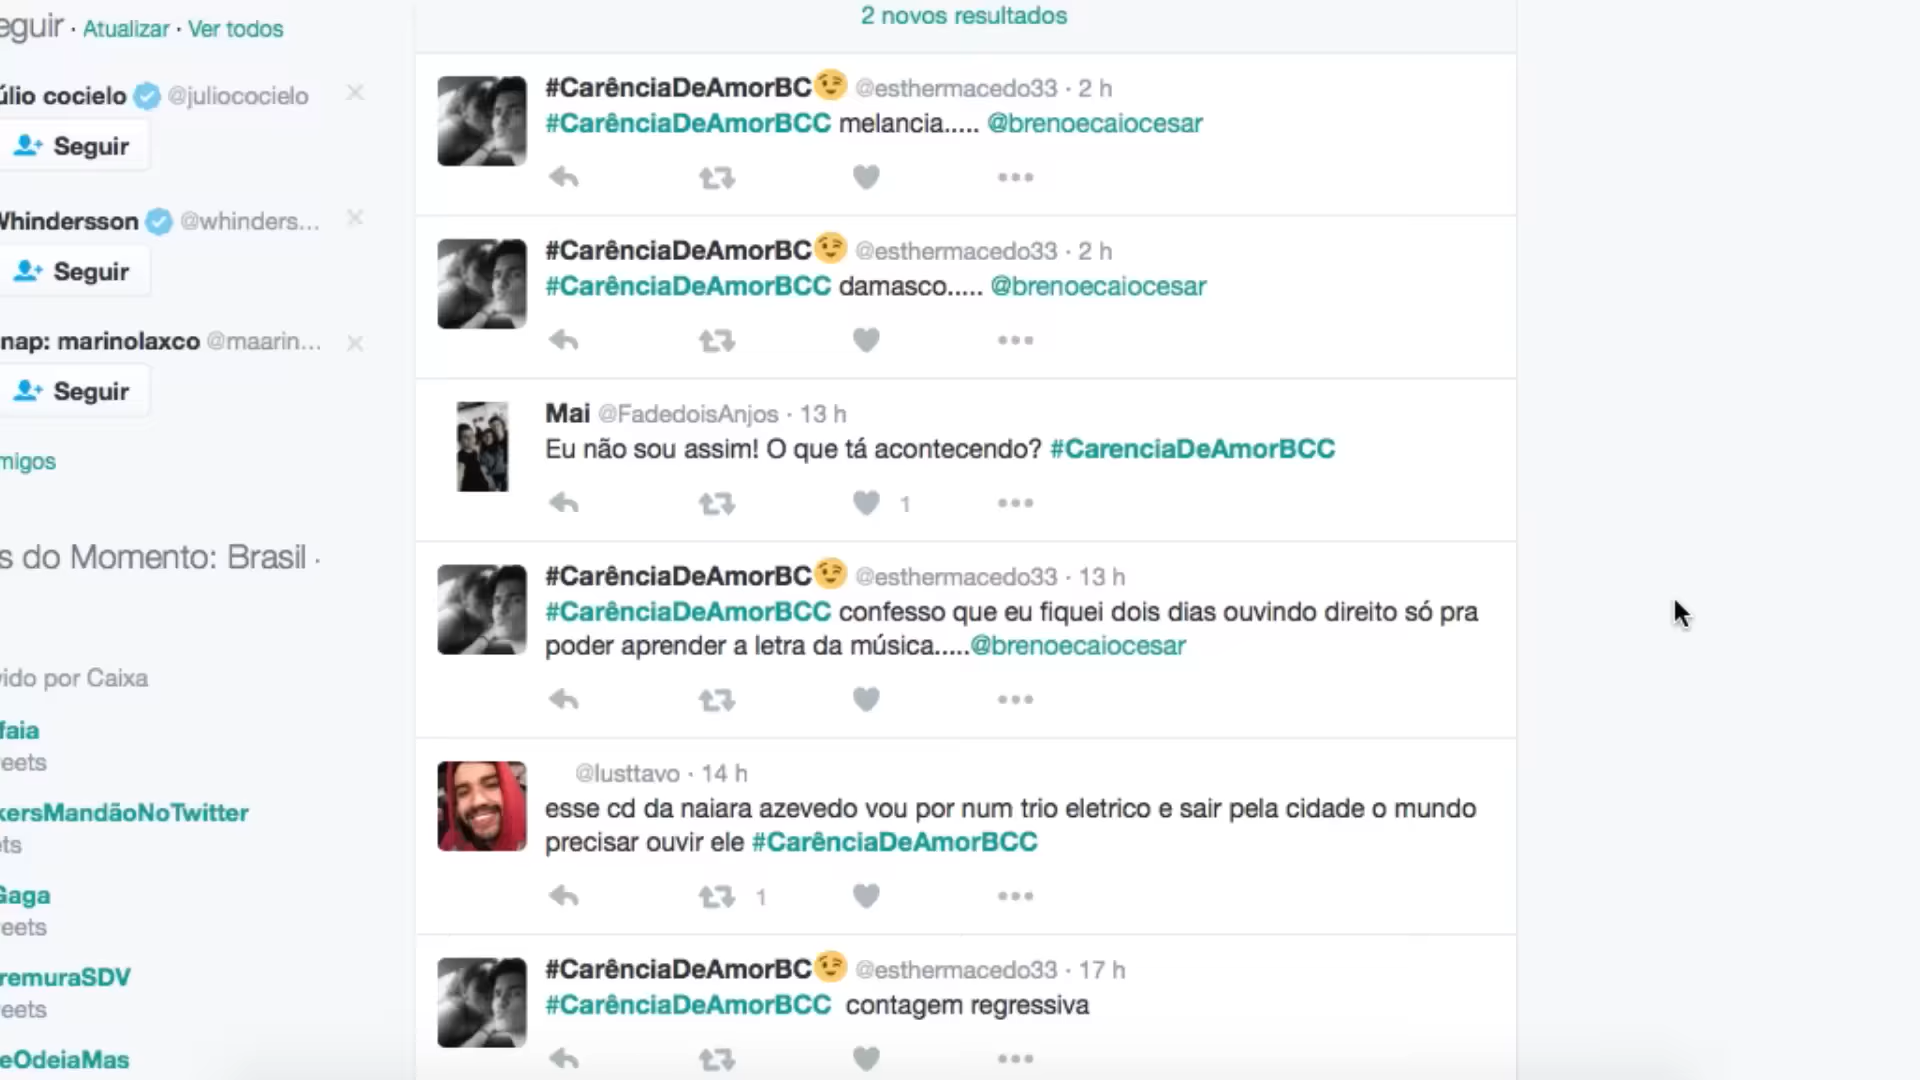 eguir · Atualizar · Ver todos
úlio cocielo @juliococielo
Seguir
Whindersson @whinders...
Seguir
nap: marinolaxco @maarin...
Seguir
migos
s do Momento: Brasil ·
vido por Caixa
faia
eets
kersMandãoNoTwitter
ets
Gaga
eets
remuraSDV
eets
eOdeiaMas
2 novos resultados
#CarênciaDeAmorBC😉 @esthermacedo33 · 2 h
#CarênciaDeAmorBCC melancia..... @brenoecaiocesar
#CarênciaDeAmorBC😉 @esthermacedo33 · 2 h
#CarênciaDeAmorBCC damasco..... @brenoecaiocesar
Mai @FadedoisAnjos · 13 h
Eu não sou assim! O que tá acontecendo? #CarenciaDeAmorBCC
1
#CarênciaDeAmorBC😉 @esthermacedo33 · 13 h
#CarênciaDeAmorBCC confesso que eu fiquei dois dias ouvindo direito só pra
poder aprender a letra da música.....@brenoecaiocesar
@lusttavo · 14 h
esse cd da naiara azevedo vou por num trio eletrico e sair pela cidade o mundo
precisar ouvir ele #CarênciaDeAmorBCC
1
#CarênciaDeAmorBC😉 @esthermacedo33 · 17 h
#CarênciaDeAmorBCC contagem regressiva